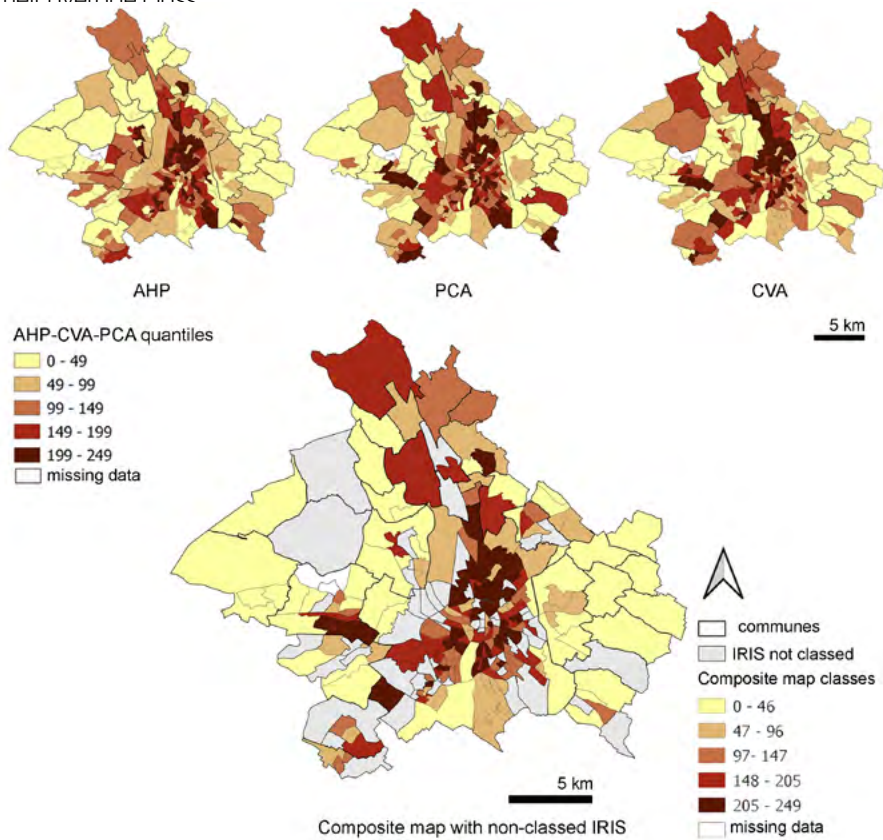 AHP
PCA
CVA
5 km
AHP-CVA-PCA quantiles
0 - 49
49 - 99
99 - 149
149 - 199
199 - 249
missing data
communes
IRIS not classed
Composite map classes
0 - 46
47 - 96
97- 147
148 - 205
205 - 249
missing data
5 km
Composite map with non-classed IRIS